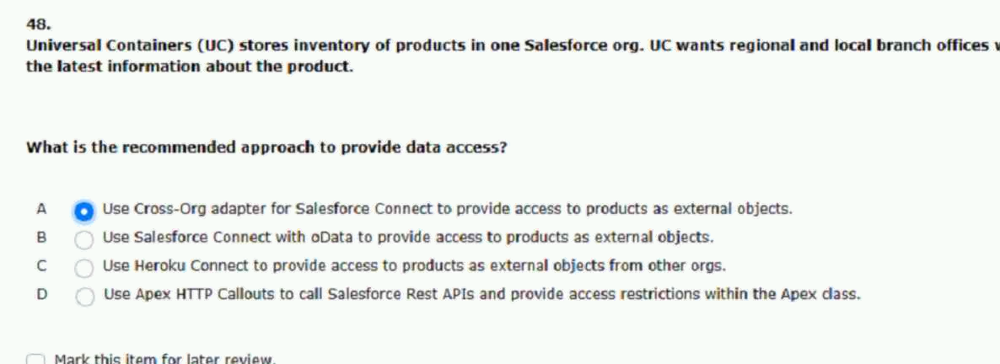 48.
Universal Containers (UC) stores inventory of products in one Salesforce org. UC wants regional and local branch offices
the latest information about the product.
What is the recommended approach to provide data access?
A Use Cross-Org adapter for Salesforce Connect to provide access to products as external objects.
B Use Salesforce Connect with oData to provide access to products as external objects.
C Use Heroku Connect to provide access to products as external objects from other orgs.
D Use Apex HTTP Callouts to call Salesforce Rest APIs and provide access restrictions within the Apex class.
Mark this item for later review.